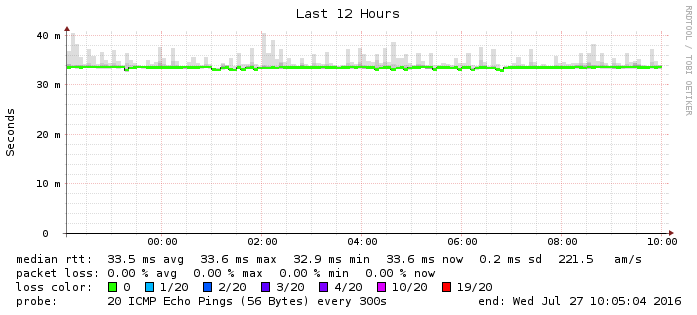 Last 12 Hours
RRDTOOL / TOBI OETIKER
Seconds
40 m
30 m
20 m
10 m
0
00:00 02:00 04:00 06:00 08:00 10:00
median rtt: 33.5 ms avg 33.6 ms max 32.9 ms min 33.6 ms now 0.2 ms sd 221.5 am/s
packet loss: 0.00 % avg 0.00 % max 0.00 % min 0.00 % now
loss color: 0 1/20 2/20 3/20 4/20 10/20 19/20
probe: 20 ICMP Echo Pings (56 Bytes) every 300s end: Wed Jul 27 10:05:04 2016